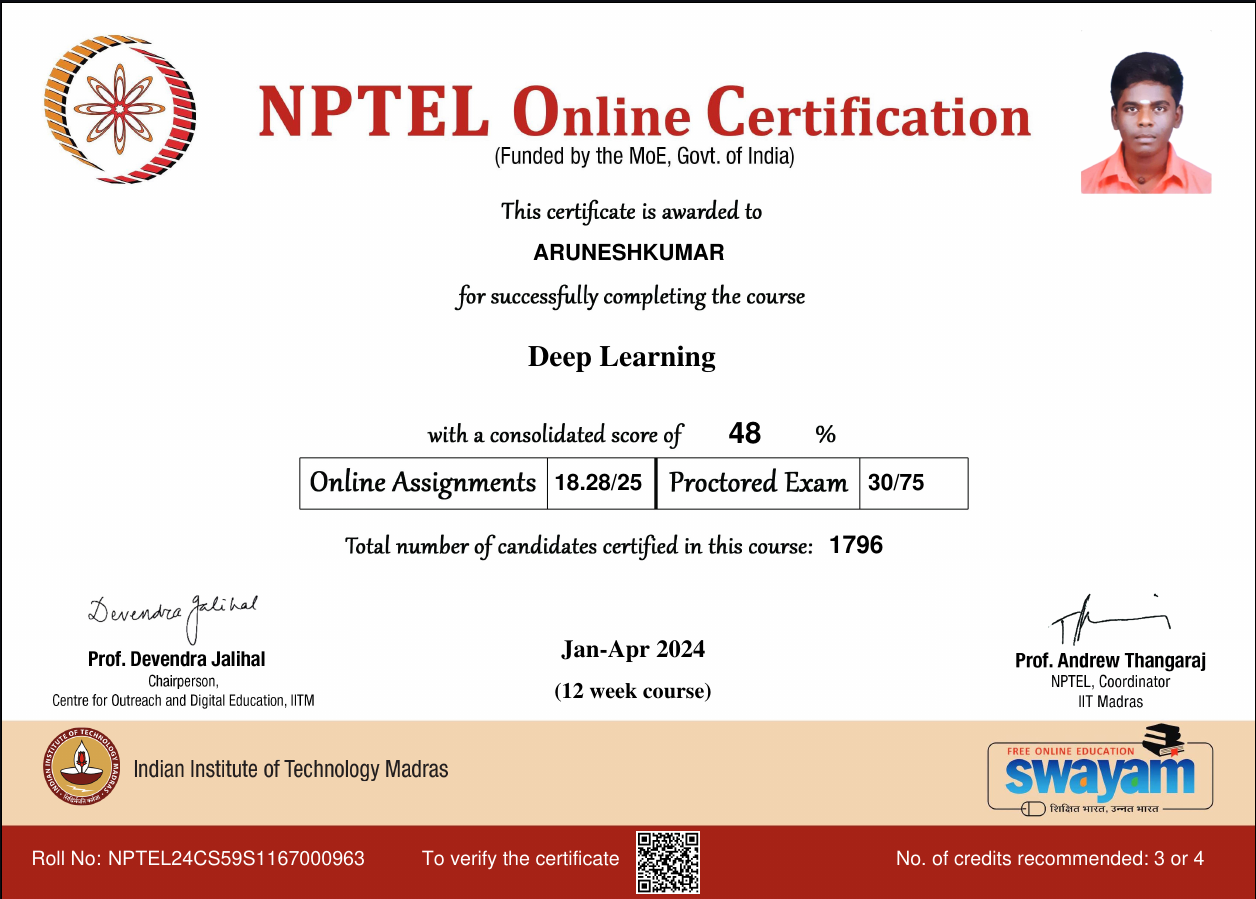 NPTEL Online Certification
(Funded by the MoE, Govt. of India)
This certificate is awarded to
ARUNESHKUMAR
for successfully completing the course
Deep Learning
with a consolidated score of 48 %
Online Assignments 18.28/25 Proctored Exam 30/75
Total number of candidates certified in this course: 1796
Devendra Jalihal
Prof. Devendra Jalihal
Chairperson,
Centre for Outreach and Digital Education, IITM
Jan-Apr 2024
(12 week course)
Prof. Andrew Thangaraj
NPTEL, Coordinator
IIT Madras
INDIAN INSTITUTE OF TECHNOLOGY MADRAS
Indian Institute of Technology Madras
FREE ONLINE EDUCATION
swayam
शिक्षित भारत, उन्नत भारत
Roll No: NPTEL24CS59S1167000963
To verify the certificate
No. of credits recommended: 3 or 4